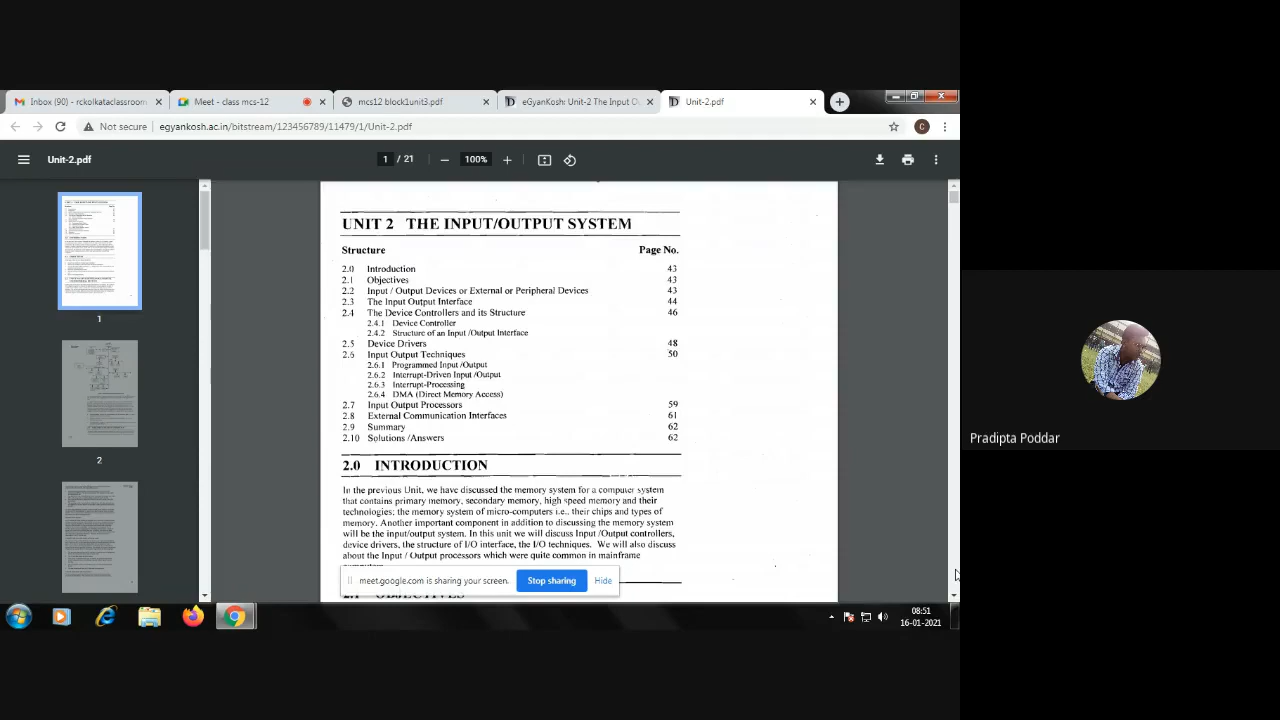 Inbox (90) - rckolkataclassroom
Meet - class mcs-12
mcs12 block1unit3.pdf
eGyanKosh: Unit-2 The Input O
Unit-2.pdf
Not secure
egyankosh.ac.in/bitstream/123456789/11479/1/Unit-2.pdf
C
Unit-2.pdf
1 / 21
100%
1
2
UNIT 2 THE INPUT/OUTPUT SYSTEM
Structure Page No.
2.0 Introduction 43
2.1 Objectives 43
2.2 Input / Output Devices or External or Peripheral Devices 43
2.3 The Input Output Interface 44
2.4 The Device Controllers and its Structure 46
2.4.1 Device Controller
2.4.2 Structure of an Input /Output Interface
2.5 Device Drivers 48
2.6 Input Output Techniques 50
2.6.1 Programmed Input /Output
2.6.2 Interrupt-Driven Input /Output
2.6.3 Interrupt-Processing
2.6.4 DMA (Direct Memory Access)
2.7 Input Output Processors 59
2.8 External Communication Interfaces 61
2.9 Summary 62
2.10 Solutions /Answers 62
2.0 INTRODUCTION
In the previous Unit, we have discussed the memory system for a computer system
that contains primary memory, secondary memory, high speed memory and their
technologies; the memory system of micro-computers i.e., their chips and types of
memory. Another important component in addition to discussing the memory system
will be the input/output system. In this unit we will discuss Input /Output controllers,
device drivers, the structure of I/O interface, the I/O techniques. We will also discuss
about the Input / Output processors which were quite common in mainframe
meet.google.com is sharing your screen.
Stop sharing
Hide
2.1 OBJECTIVES
08:51
16-01-2021
Pradipta Poddar